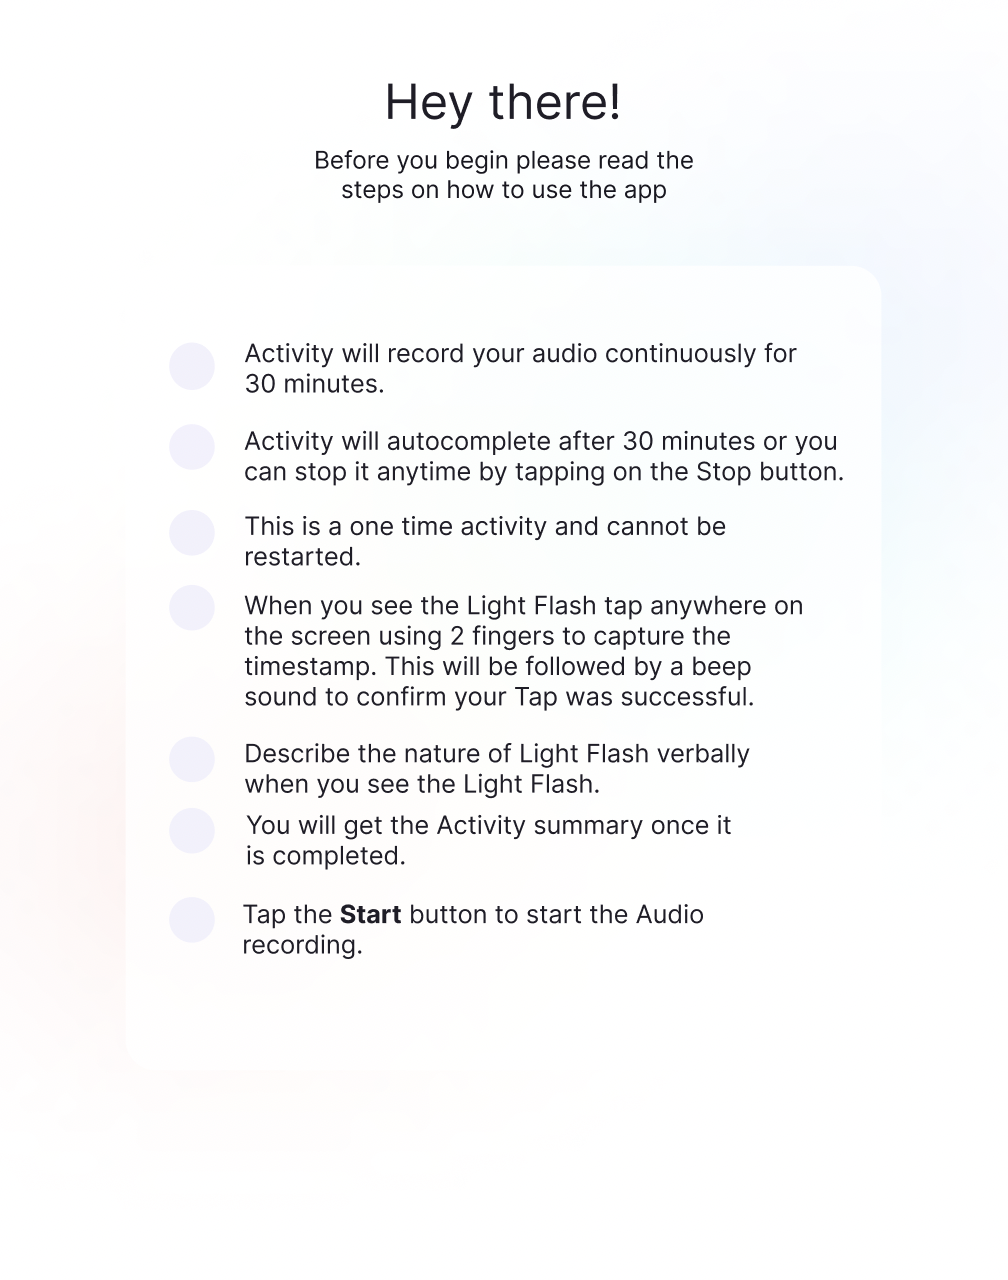 Hey there!
Before you begin please read the
steps on how to use the app
Activity will record your audio continuously for
30 minutes.
Activity will autocomplete after 30 minutes or you
can stop it anytime by tapping on the Stop button.
This is a one time activity and cannot be
restarted.
When you see the Light Flash tap anywhere on
the screen using 2 fingers to capture the
timestamp. This will be followed by a beep
sound to confirm your Tap was successful.
Describe the nature of Light Flash verbally
when you see the Light Flash.
You will get the Activity summary once it
is completed.
Tap the Start button to start the Audio
recording.